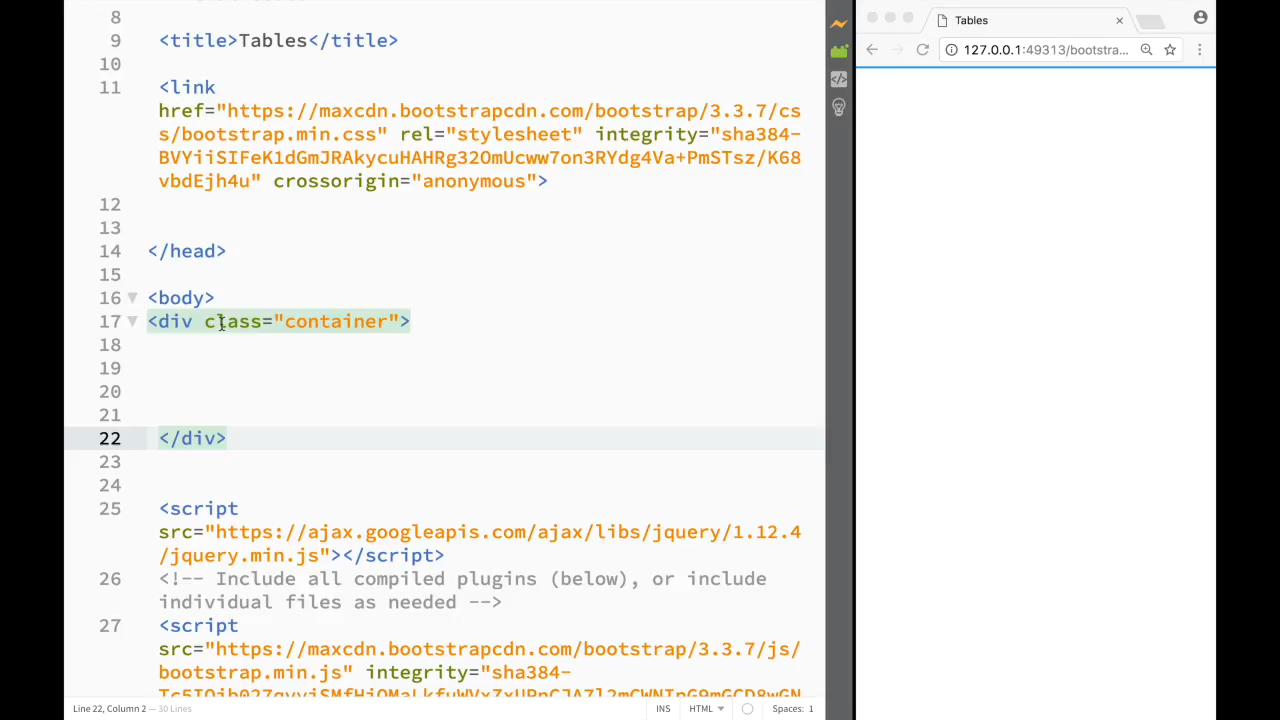 8
9 <title>Tables</title>
10
11 <link
href="https://maxcdn.bootstrapcdn.com/bootstrap/3.3.7/cs
s/bootstrap.min.css" rel="stylesheet" integrity="sha384-
BVYiiSIFeK1dGmJRAkycuHAHRg32OmUcww7on3RYdg4Va+PmSTsz/K68
vbdEjh4u" crossorigin="anonymous">
12
13
14 </head>
15
16 <body>
17 <div class="container">
18
19
20
21
22 </div>
23
24
25 <script
src="https://ajax.googleapis.com/ajax/libs/jquery/1.12.4
/jquery.min.js"></script>
26 <!-- Include all compiled plugins (below), or include
individual files as needed -->
27 <script
src="https://maxcdn.bootstrapcdn.com/bootstrap/3.3.7/js/
bootstrap.min.js" integrity="sha384-
Line 22, Column 2 — 30 Lines
INS HTML Spaces: 1
Tables
127.0.0.1:49313/bootstra...